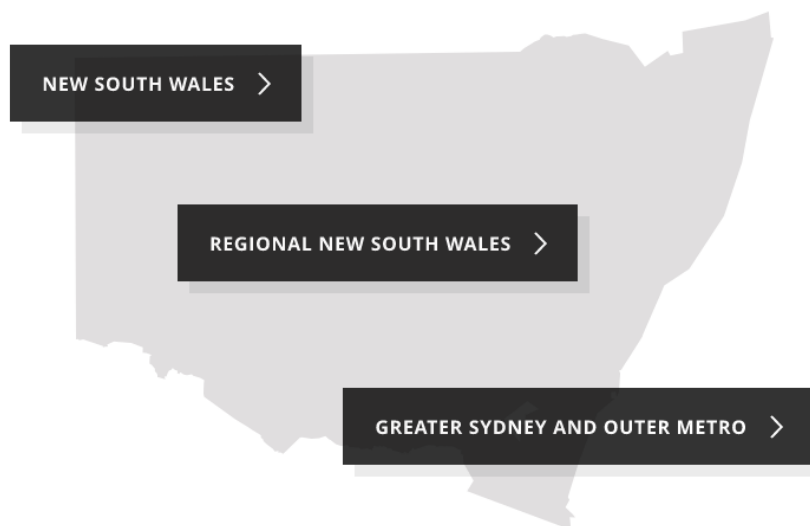 NEW SOUTH WALES
REGIONAL NEW SOUTH WALES
GREATER SYDNEY AND OUTER METRO